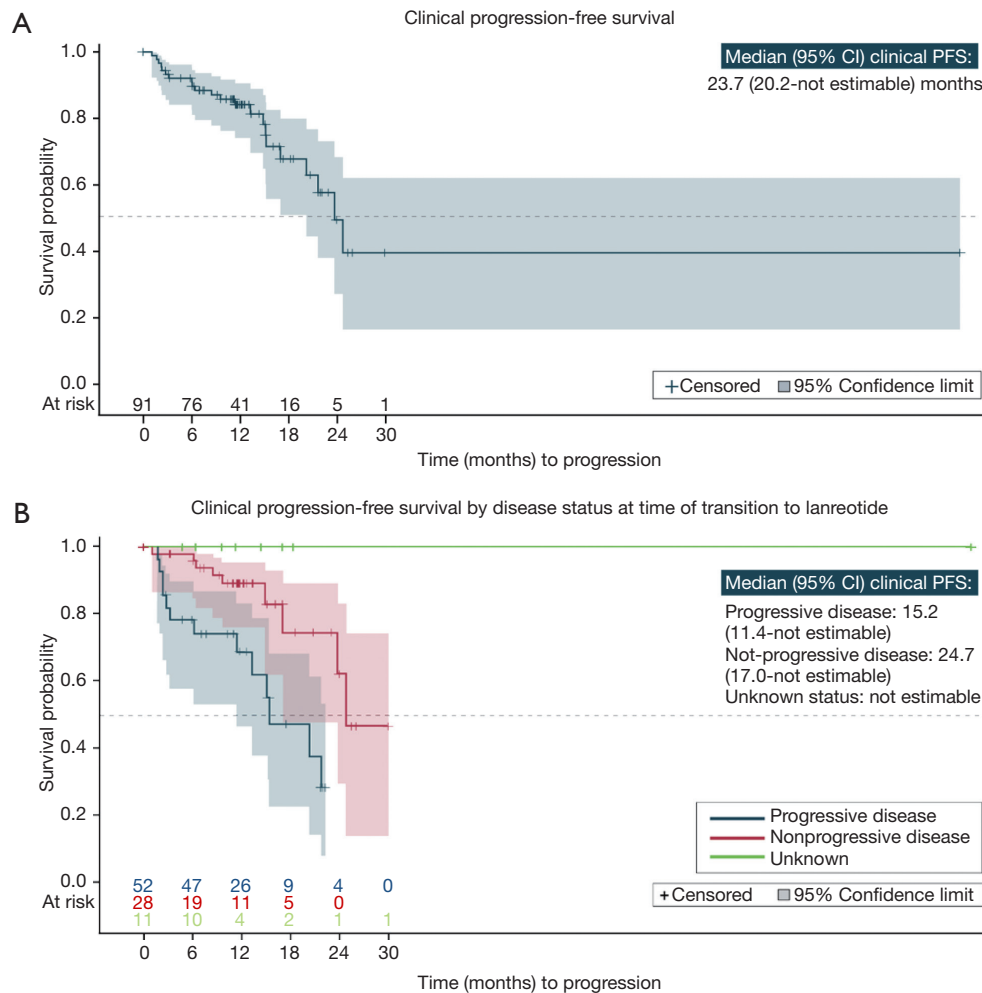 A
Clinical progression-free survival
Median (95% CI) clinical PFS:
23.7 (20.2-not estimable) months
Survival probability
1.0
0.8
0.6
0.4
0.2
0.0
+Censored 95% Confidence limit
At risk 91 76 41 16 5 1
0 6 12 18 24 30
Time (months) to progression
B
Clinical progression-free survival by disease status at time of transition to lanreotide
Median (95% CI) clinical PFS:
Progressive disease: 15.2
(11.4-not estimable)
Not-progressive disease: 24.7
(17.0-not estimable)
Unknown status: not estimable
Survival probability
1.0
0.8
0.6
0.4
0.2
0.0
Progressive disease
Nonprogressive disease
Unknown
+Censored 95% Confidence limit
52 47 26 9 4 0
At risk 28 19 11 5 0
11 10 4 2 1 1
0 6 12 18 24 30
Time (months) to progression